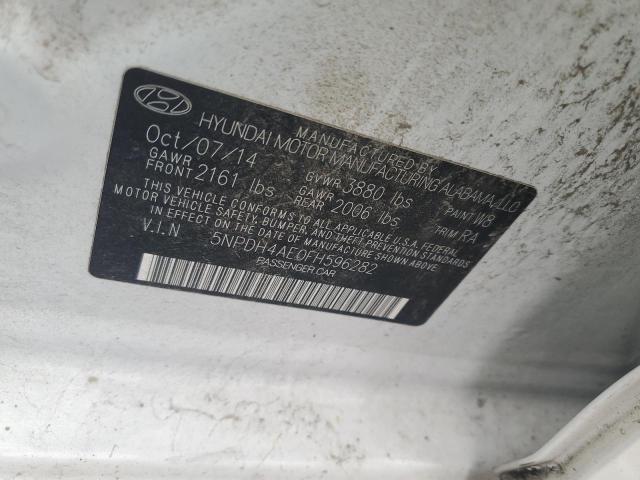 MANUFACTURED BY
HYUNDAI MOTOR MANUFACTURING ALABAMA, LLC
Oct/07/14 GVWR 3880 lbs PAINT W8
GAWR FRONT 2161 lbs GAWR REAR 2006 lbs TRIM RA
THIS VEHICLE CONFORMS TO ALL APPLICABLE U.S.A. FEDERAL
MOTOR VEHICLE SAFETY, BUMPER, AND THEFT PREVENTION STANDARDS
IN EFFECT ON THE DATE OF MANUFACTURE SHOWN ABOVE
V.I.N 5NPDH4AE0FH596282
PASSENGER CAR